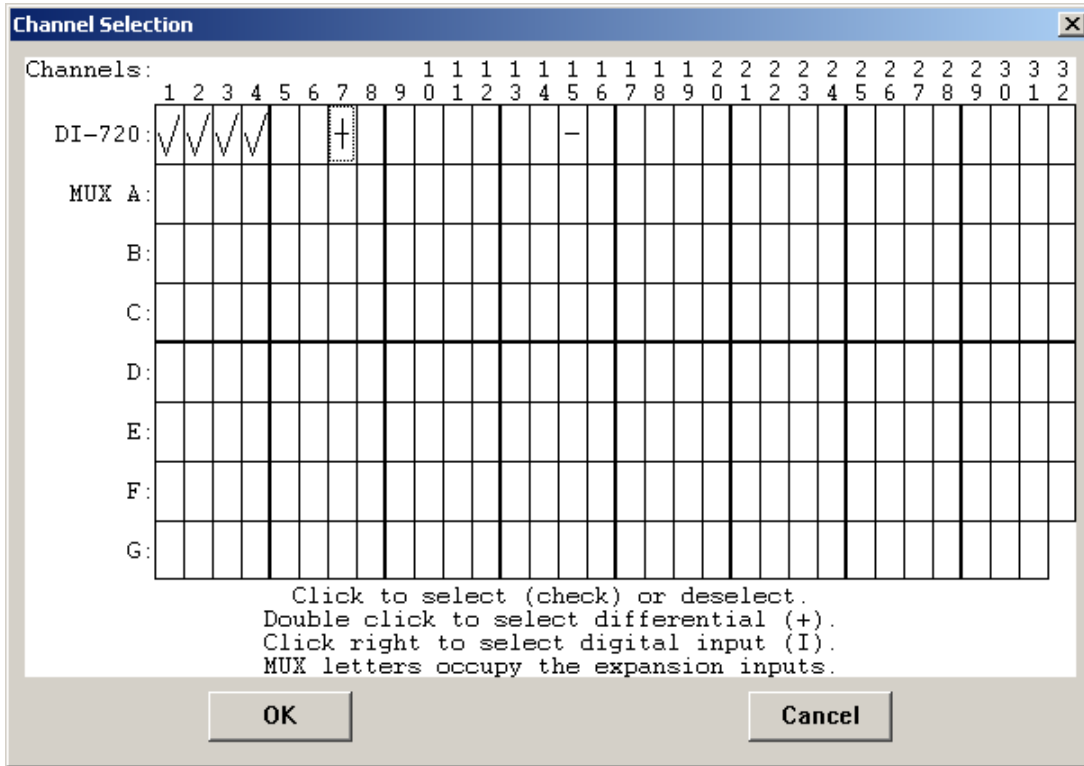 Channel Selection
Channels: 1 2 3 4 5 6 7 8 9 10 11 12 13 14 15 16 17 18 19 20 21 22 23 24 25 26 27 28 29 30 31 32
DI-720: √ √ √ √ + -
MUX A:
B:
C:
D:
E:
F:
G:
Click to select (check) or deselect.
Double click to select differential (+).
Click right to select digital input (I).
MUX letters occupy the expansion inputs.
OK Cancel